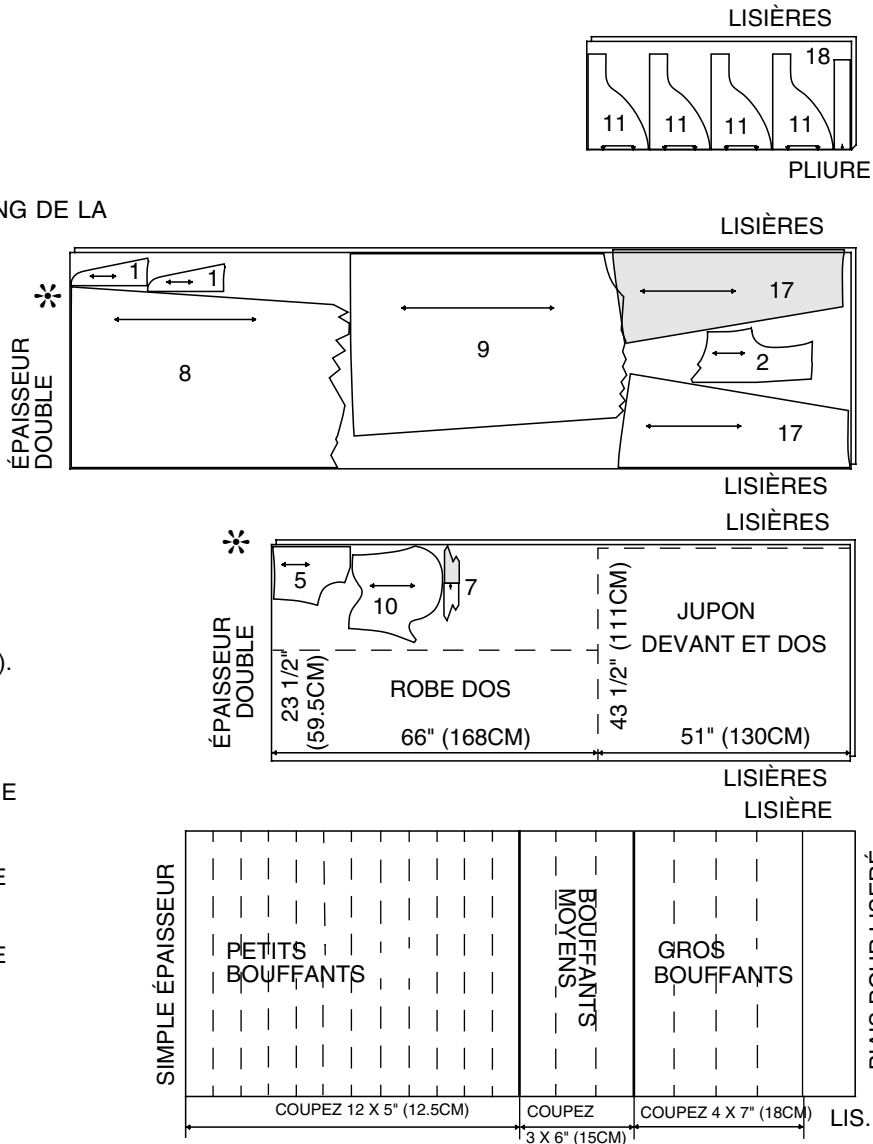 LISIÈRES
18
11
11
11
11
PLIURE
NG DE LA
LISIÈRES
1
1
17
8
9
2
17
ÉPAISSEUR
DOUBLE
LISIÈRES
LISIÈRES
5
10
7
ÉPAISSEUR
DOUBLE
23 1/2"
(59.5CM)
ROBE DOS
66" (168CM)
43 1/2" (111CM)
JUPON
DEVANT ET DOS
51" (130CM)
).
LISIÈRES
LISIÈRE
E
E
E
SIMPLE ÉPAISSEUR
PETITS
BOUFFANTS
BOUFFANTS
MOYENS
GROS
BOUFFANTS
BIAIS POUR LISERÉ
COUPEZ 12 X 5" (12.5CM)
COUPEZ
3 X 6" (15CM)
COUPEZ 4 X 7" (18CM)
LIS.